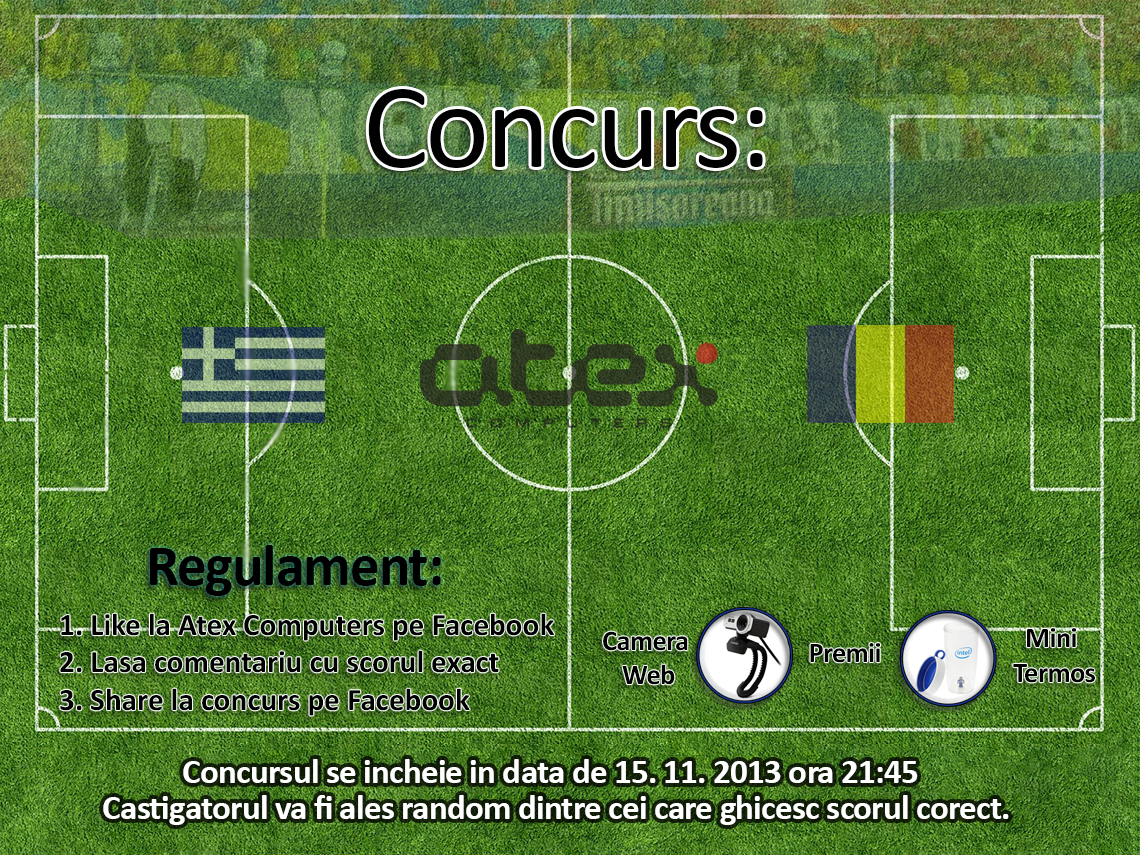 Concurs:
Timisoreana
atex
COMPUTERS
Regulament:
1. Like la Atex Computers pe Facebook
2. Lasa comentariu cu scorul exact
3. Share la concurs pe Facebook
Camera
Web
Premii
intel
Mini
Termos
Concursul se incheie in data de 15. 11. 2013 ora 21:45
Castigatorul va fi ales random dintre cei care ghicesc scorul corect.